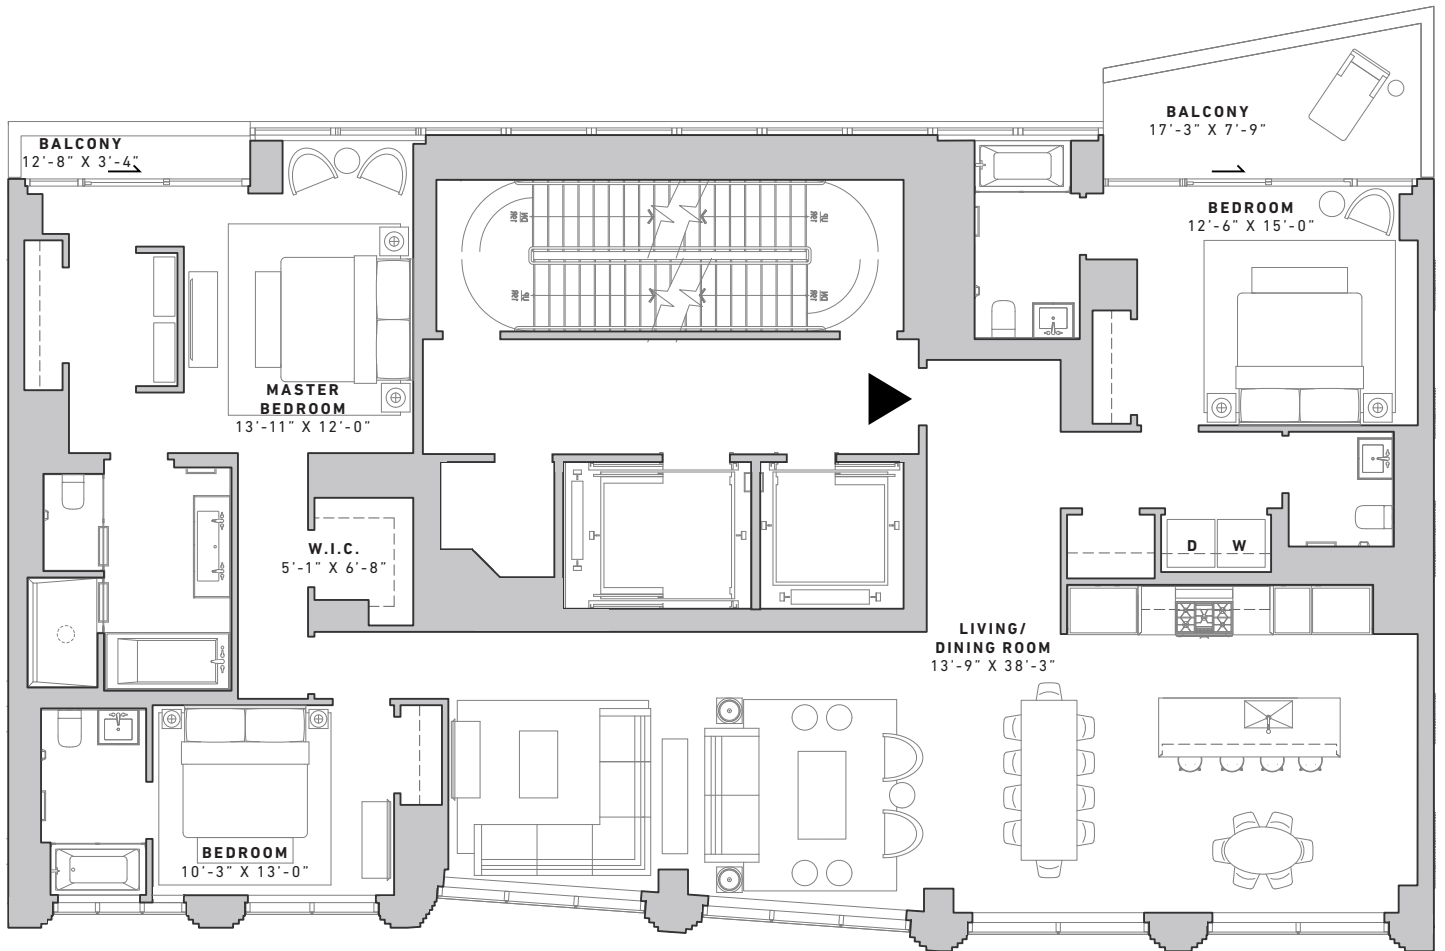 BALCONY
12'-8" X 3'-4"
BALCONY
17'-3" X 7'-9"
BEDROOM
12'-6" X 15'-0"
MASTER
BEDROOM
13'-11" X 12'-0"
W.I.C.
5'-1" X 6'-8"
D W
LIVING/
DINING ROOM
13'-9" X 38'-3"
BEDROOM
10'-3" X 13'-0"